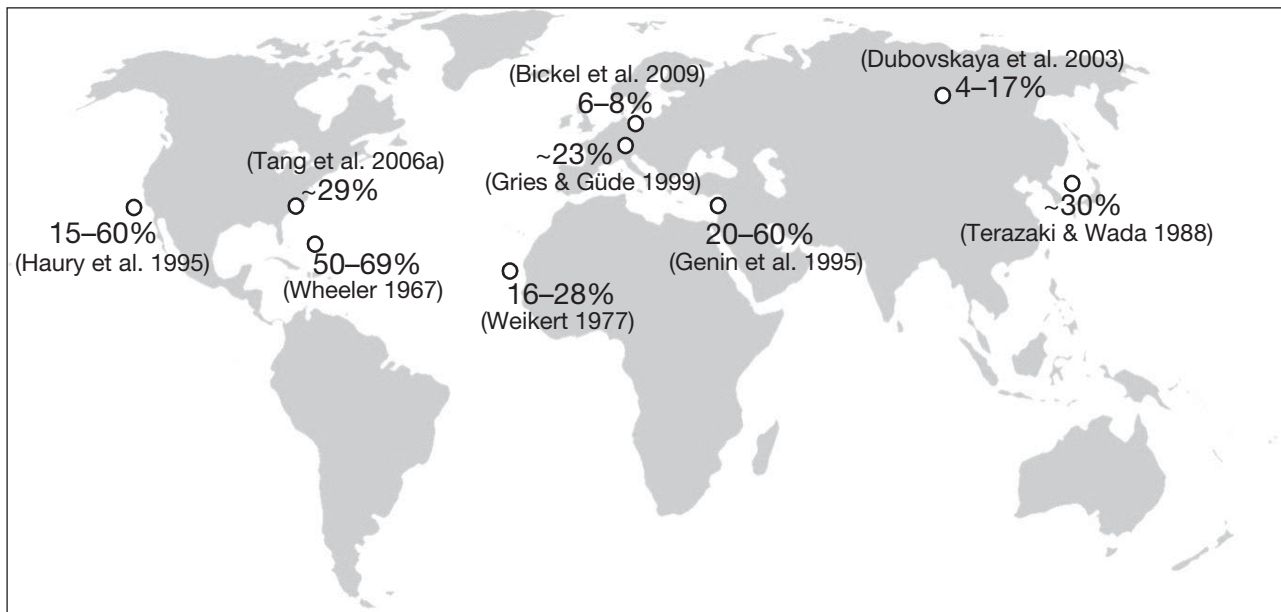 (Dubovskaya et al. 2003)
4–17%
(Bickel et al. 2009)
6–8%
~23%
(Gries & Güde 1999)
(Tang et al. 2006a)
~29%
15–60%
(Haury et al. 1995)
50–69%
(Wheeler 1967)
16–28%
(Weikert 1977)
20–60%
(Genin et al. 1995)
~30%
(Terazaki & Wada 1988)